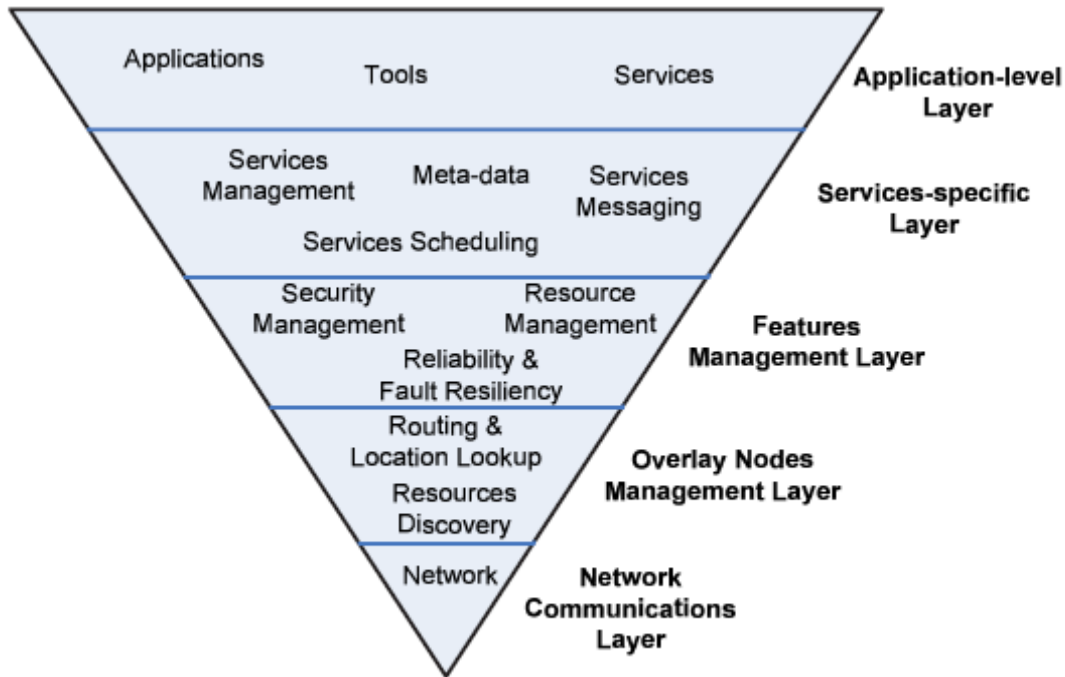 Applications
Tools
Services
Application-level
Layer
Services
Management
Meta-data
Services
Messaging
Services Scheduling
Services-specific
Layer
Security
Management
Resource
Management
Reliability &
Fault Resiliency
Features
Management Layer
Routing &
Location Lookup
Resources
Discovery
Overlay Nodes
Management Layer
Network
Network
Communications
Layer